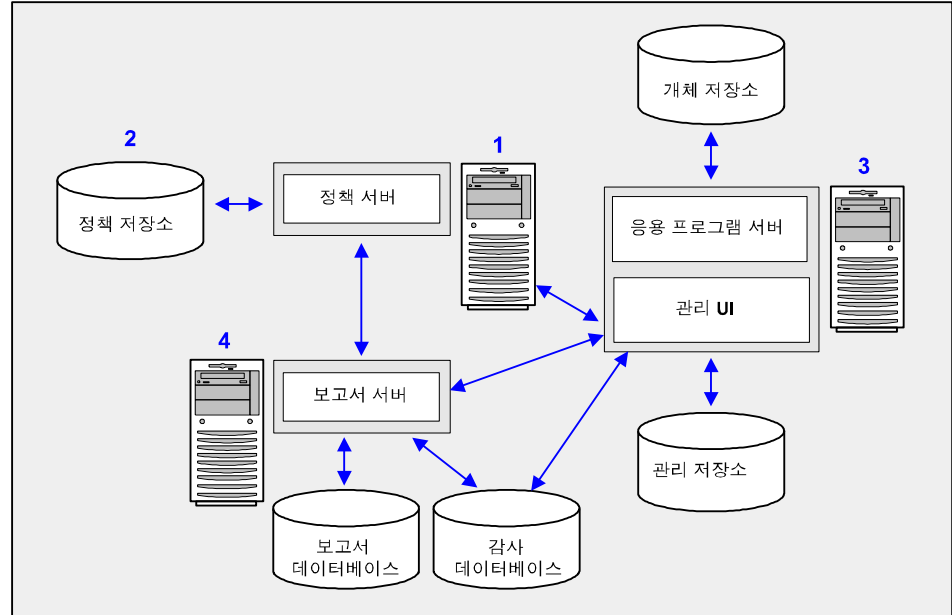 개체 저장소
2
1
3
정책 저장소
정책 서버
응용 프로그램 서버
관리 UI
4
보고서 서버
관리 저장소
보고서
데이터베이스
감사
데이터베이스